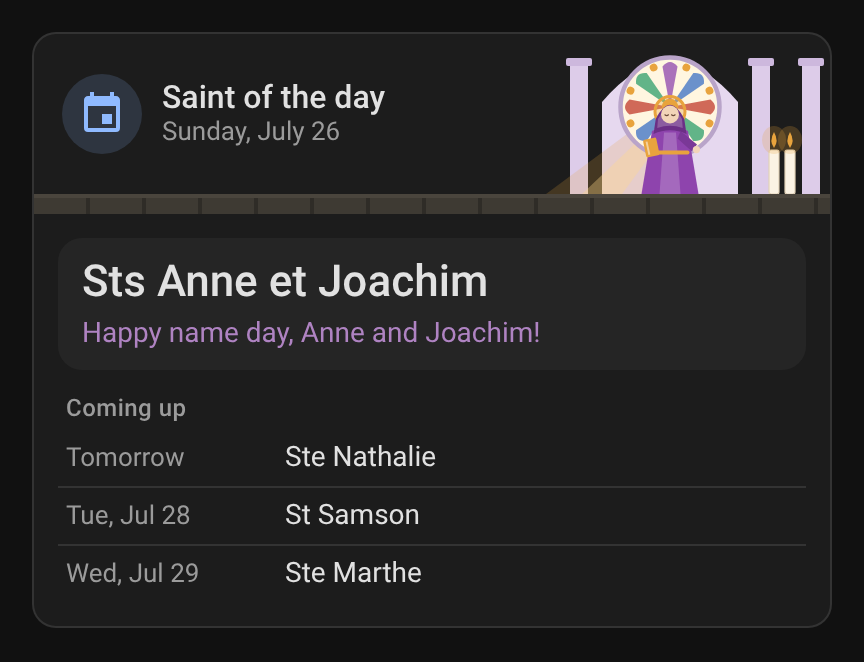 Saint of the day
Sunday, July 26
Sts Anne et Joachim
Happy name day, Anne and Joachim!
Coming up
Tomorrow Ste Nathalie
Tue, Jul 28 St Samson
Wed, Jul 29 Ste Marthe